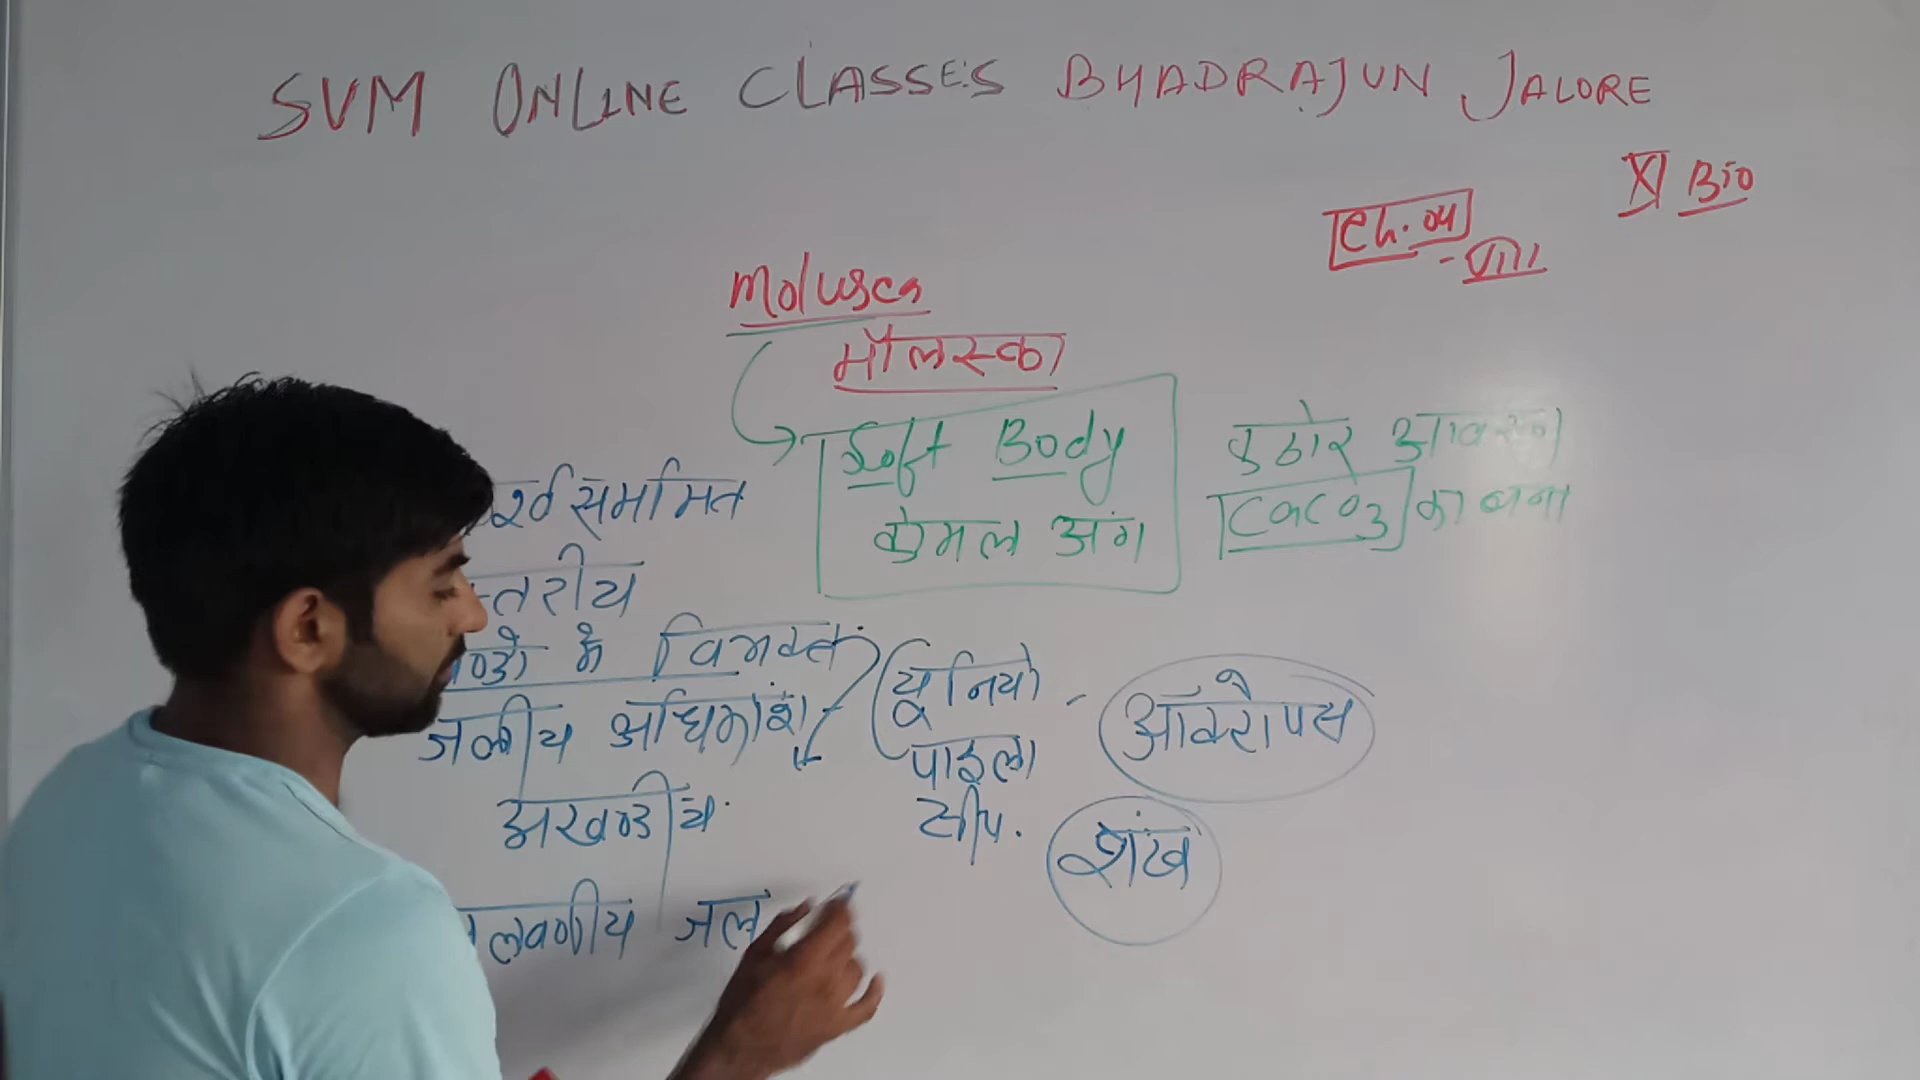 SVM ONLINE CLASSES BHADRAJUN JALORE
XI Bio
Ch. 04
- VIII
Molusca
मॉलस्का
Soft Body
कोमल अंग
कठोर आवरण
CaCO3 का बना
र्श्व सममित
स्तरीय
ण्डो मे विभक्त
जलीय अधिकांश
अखण्डीय
लवणीय जल
यूनियो -
पाइला
सीप.
ऑक्टोपस
शंख